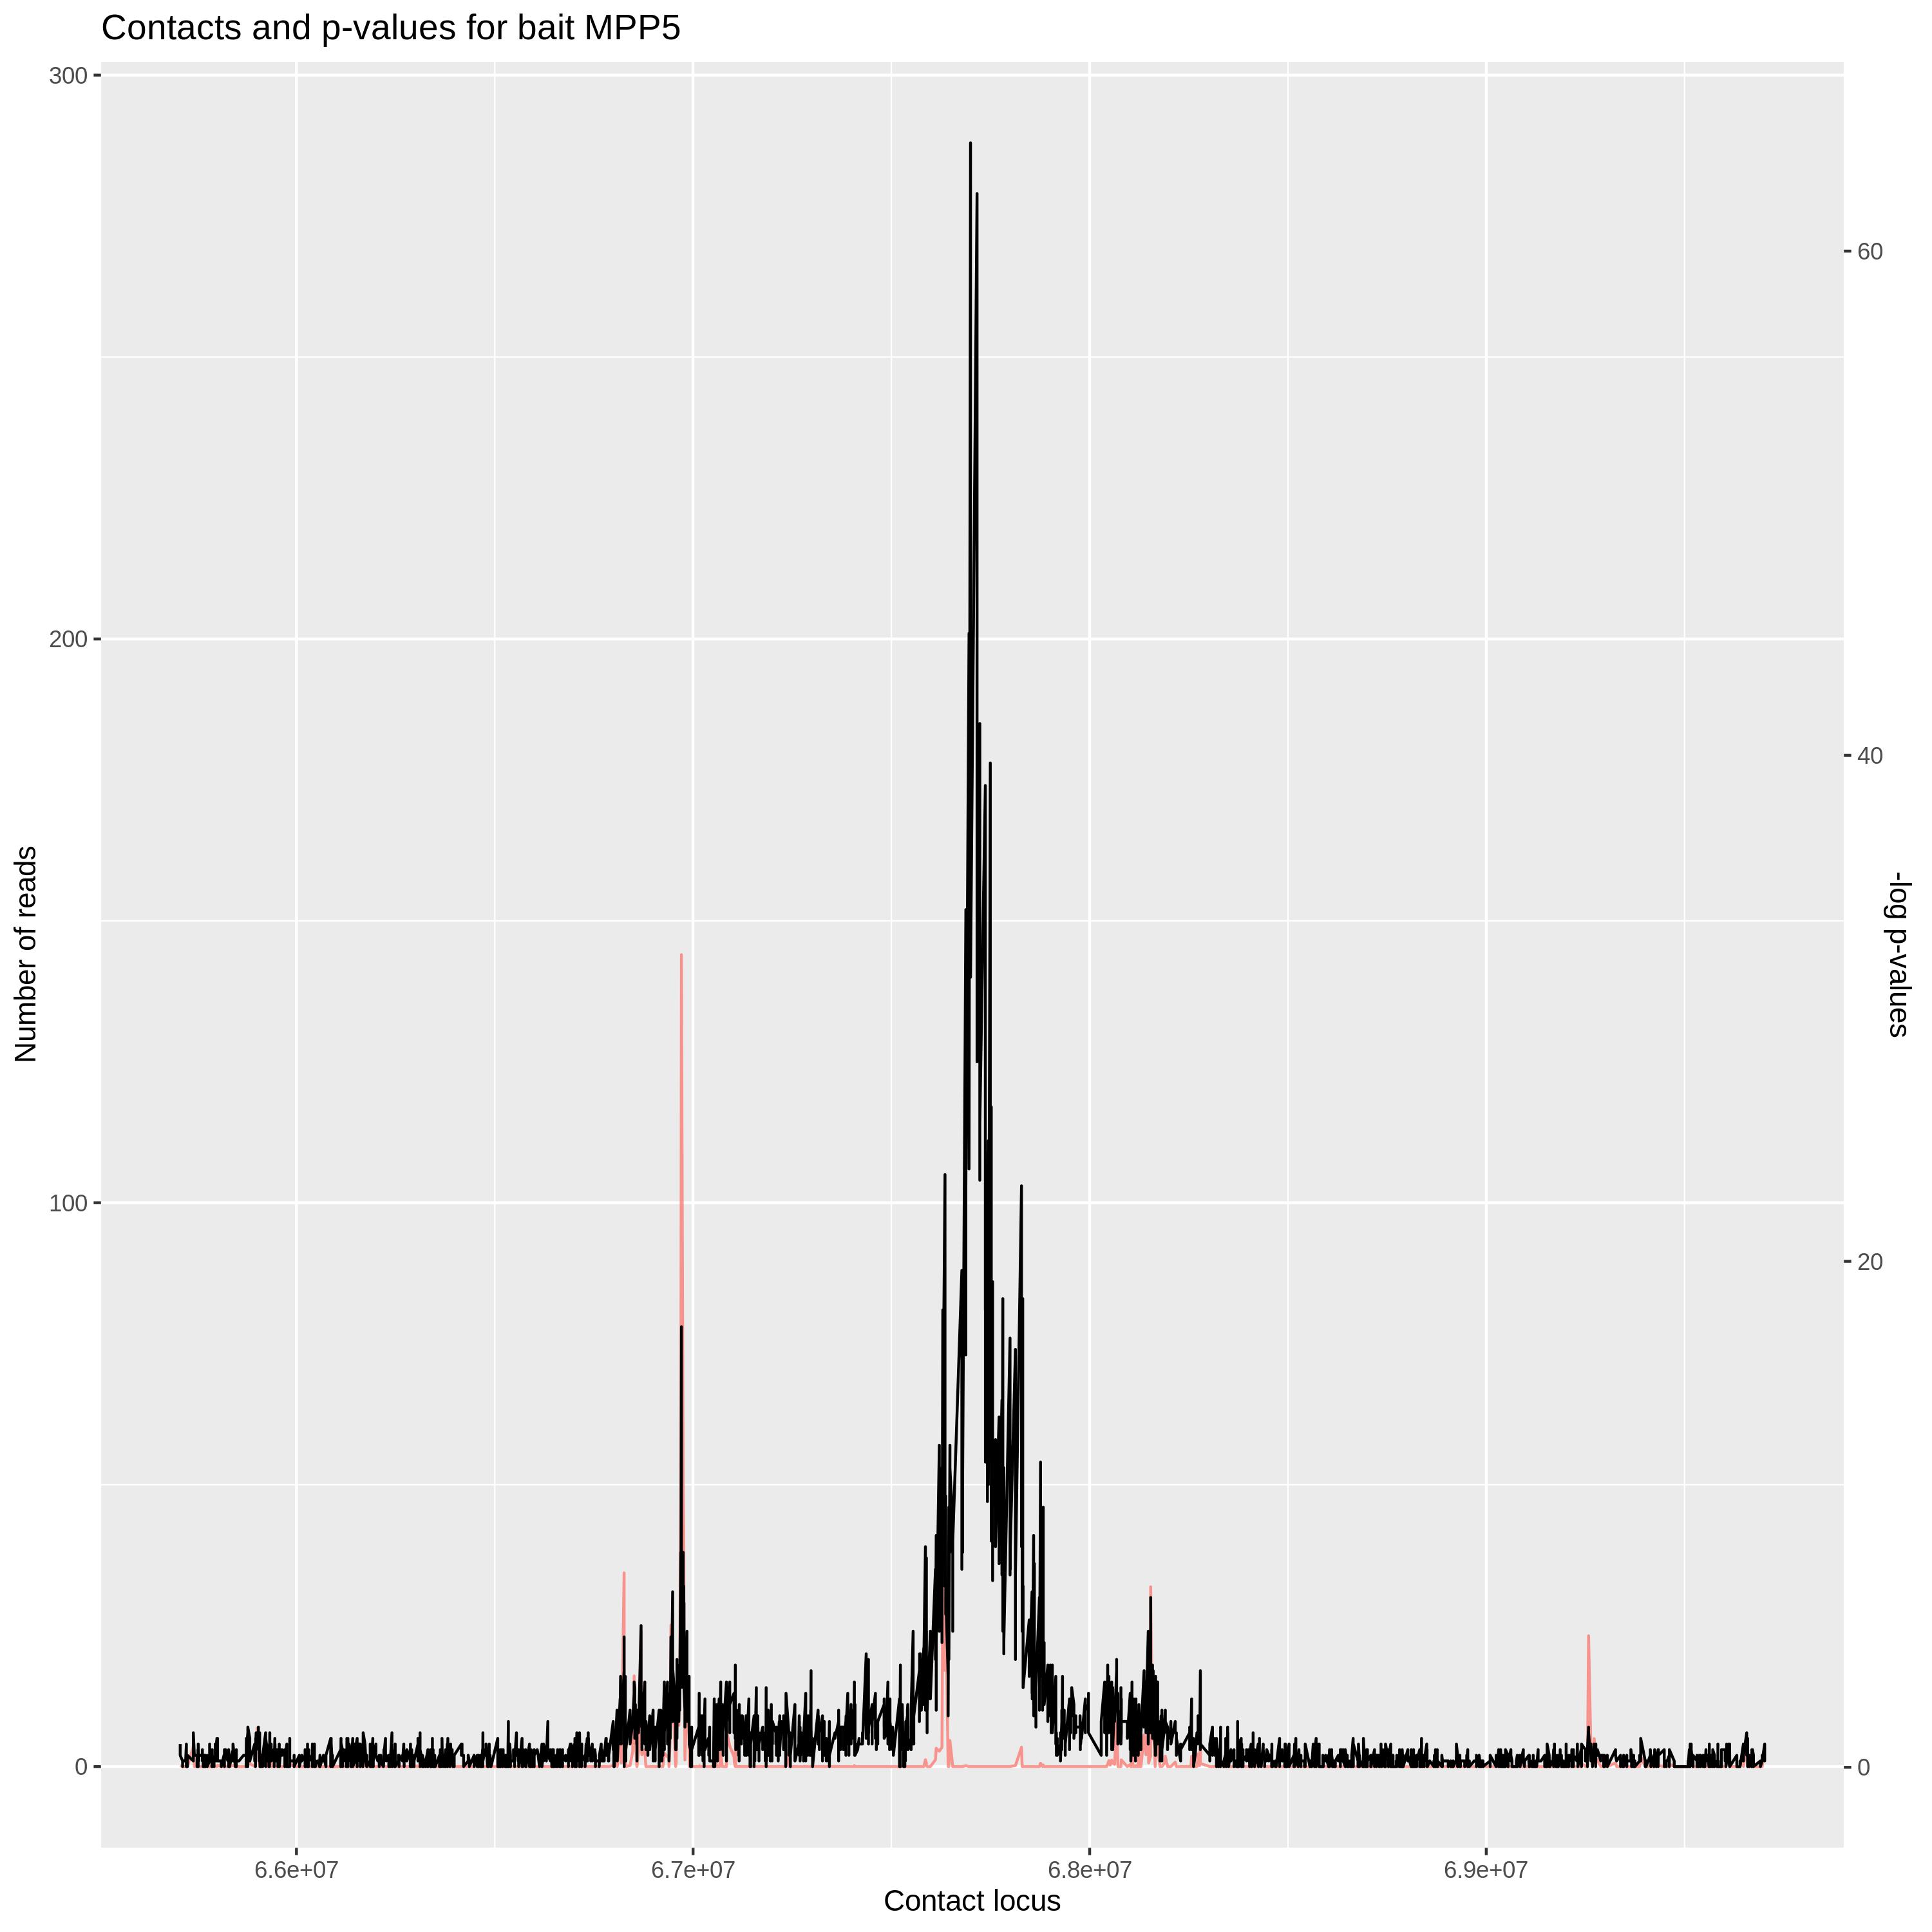 Contacts and p-values for bait MPP5
300
200
100
0
Number of reads
60
40
20
0
-log p-values
6.6e+07
6.7e+07
6.8e+07
6.9e+07
Contact locus